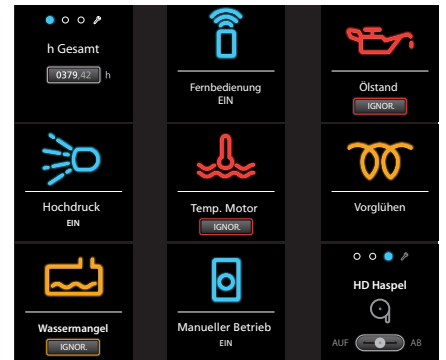 h Gesamt
0379,42 h
Fernbedienung
EIN
Ölstand
IGNOR.
Hochdruck
EIN
Temp. Motor
IGNOR.
Vorglühen
Wassermangel
IGNOR.
Manueller Betrieb
EIN
HD Haspel
AUF AB